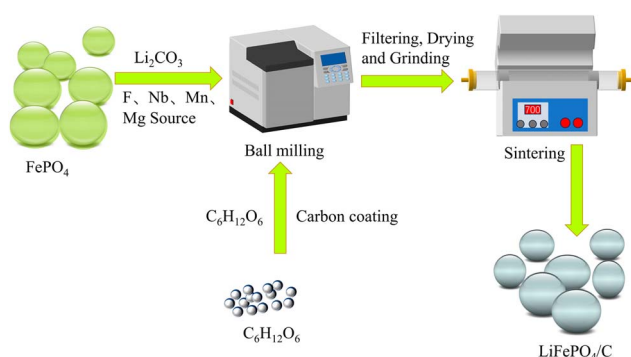 Li₂CO₃
F、Nb、Mn、
Mg Source
FePO₄
Ball milling
Filtering, Drying
and Grinding
700
Sintering
C₆H₁₂O₆
Carbon coating
C₆H₁₂O₆
LiFePO₄/C